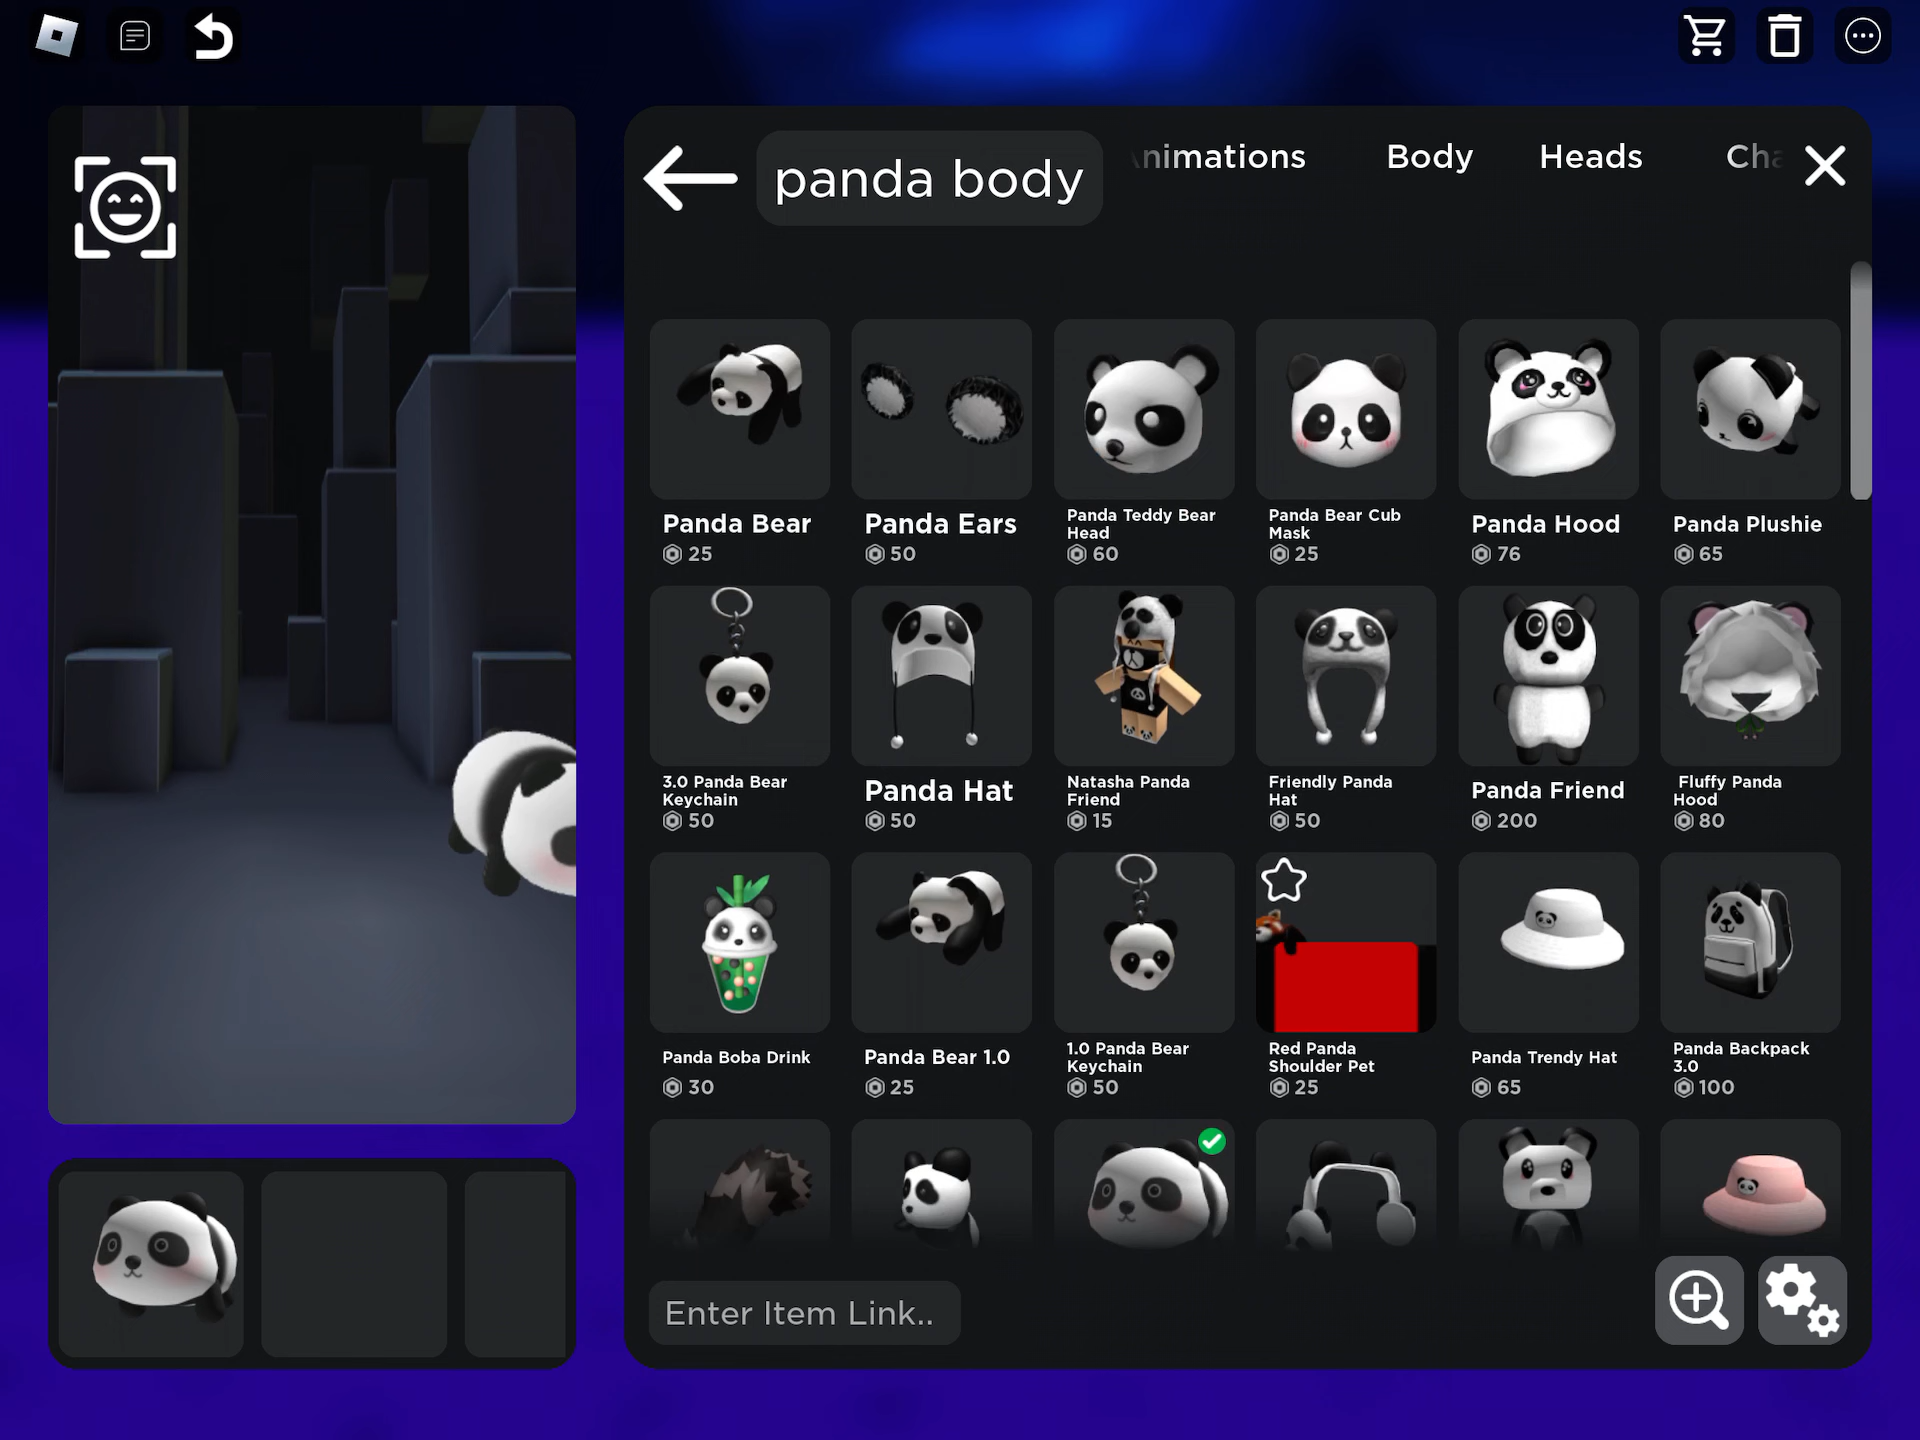 panda body
nimations
Body
Heads
Cha
Panda Bear
25
Panda Ears
50
Panda Teddy Bear
Head
60
Panda Bear Cub
Mask
25
Panda Hood
76
Panda Plushie
65
3.0 Panda Bear
Keychain
50
Panda Hat
50
Natasha Panda
Friend
15
Friendly Panda
Hat
50
Panda Friend
200
Fluffy Panda
Hood
80
Panda Boba Drink
30
Panda Bear 1.0
25
1.0 Panda Bear
Keychain
50
Red Panda
Shoulder Pet
25
Panda Trendy Hat
65
Panda Backpack
3.0
100
Enter Item Link..